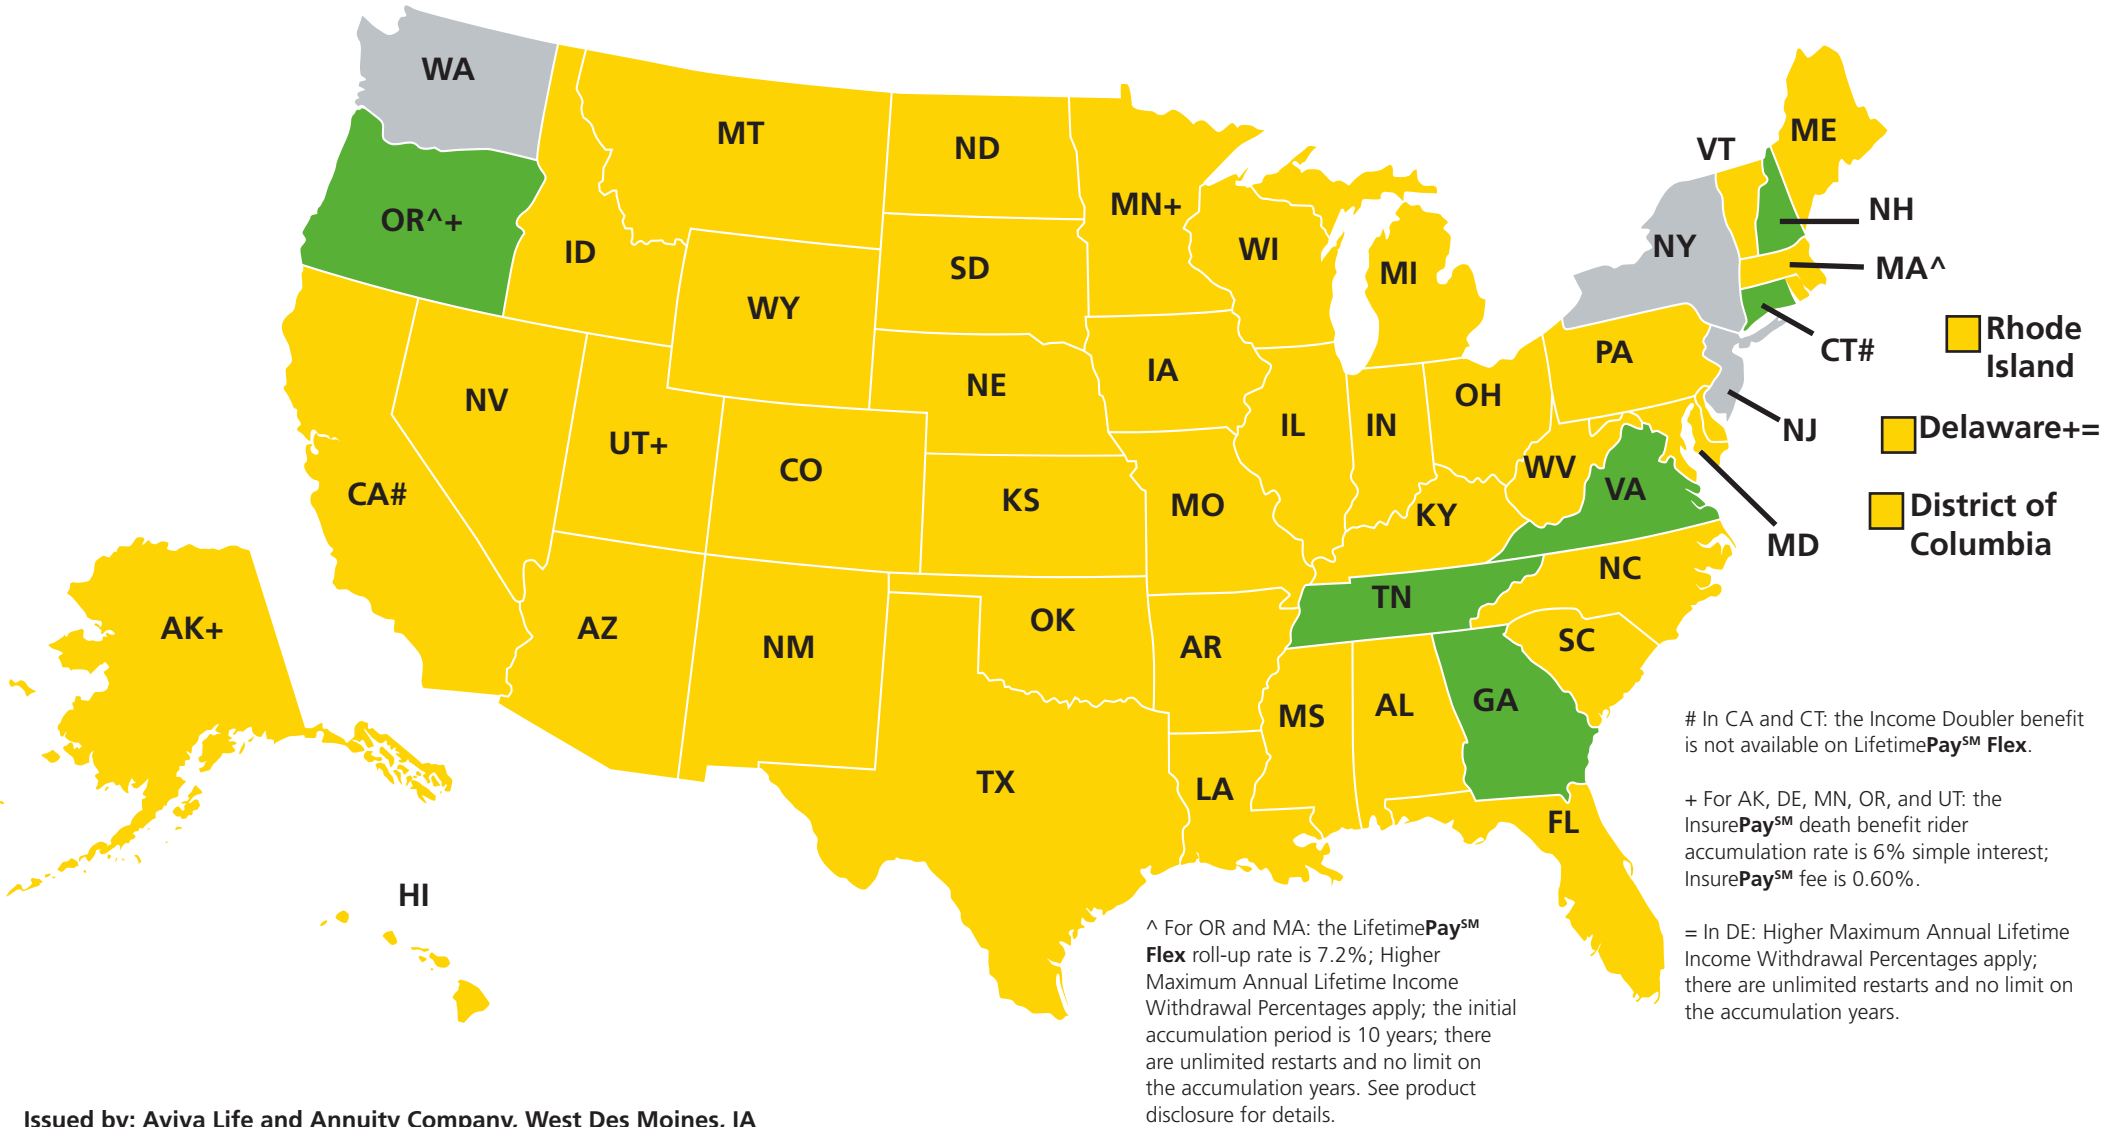 WA
MT
ND
MN+
VT
ME
OR^+
ID
SD
WI
MI
NY
NH
MA^
WY
Rhode
Island
CT#
PA
NV
NE
IA
OH
IL
IN
NJ
Delaware+=
UT+
CO
CA#
KS
MO
KY
WV
VA
District of
Columbia
MD
NC
TN
AK+
AZ
NM
OK
AR
SC
MS
AL
GA
TX
LA
FL
HI
# In CA and CT: the Income Doubler benefit
is not available on LifetimePay℠ Flex.
+ For AK, DE, MN, OR, and UT: the
InsurePay℠ death benefit rider
accumulation rate is 6% simple interest;
InsurePay℠ fee is 0.60%.
= In DE: Higher Maximum Annual Lifetime
Income Withdrawal Percentages apply;
there are unlimited restarts and no limit on
the accumulation years.
^ For OR and MA: the LifetimePay℠
Flex roll-up rate is 7.2%; Higher
Maximum Annual Lifetime Income
Withdrawal Percentages apply; the initial
accumulation period is 10 years; there
are unlimited restarts and no limit on
the accumulation years. See product
disclosure for details.
Issued by: Aviva Life and Annuity Company, West Des Moines, IA